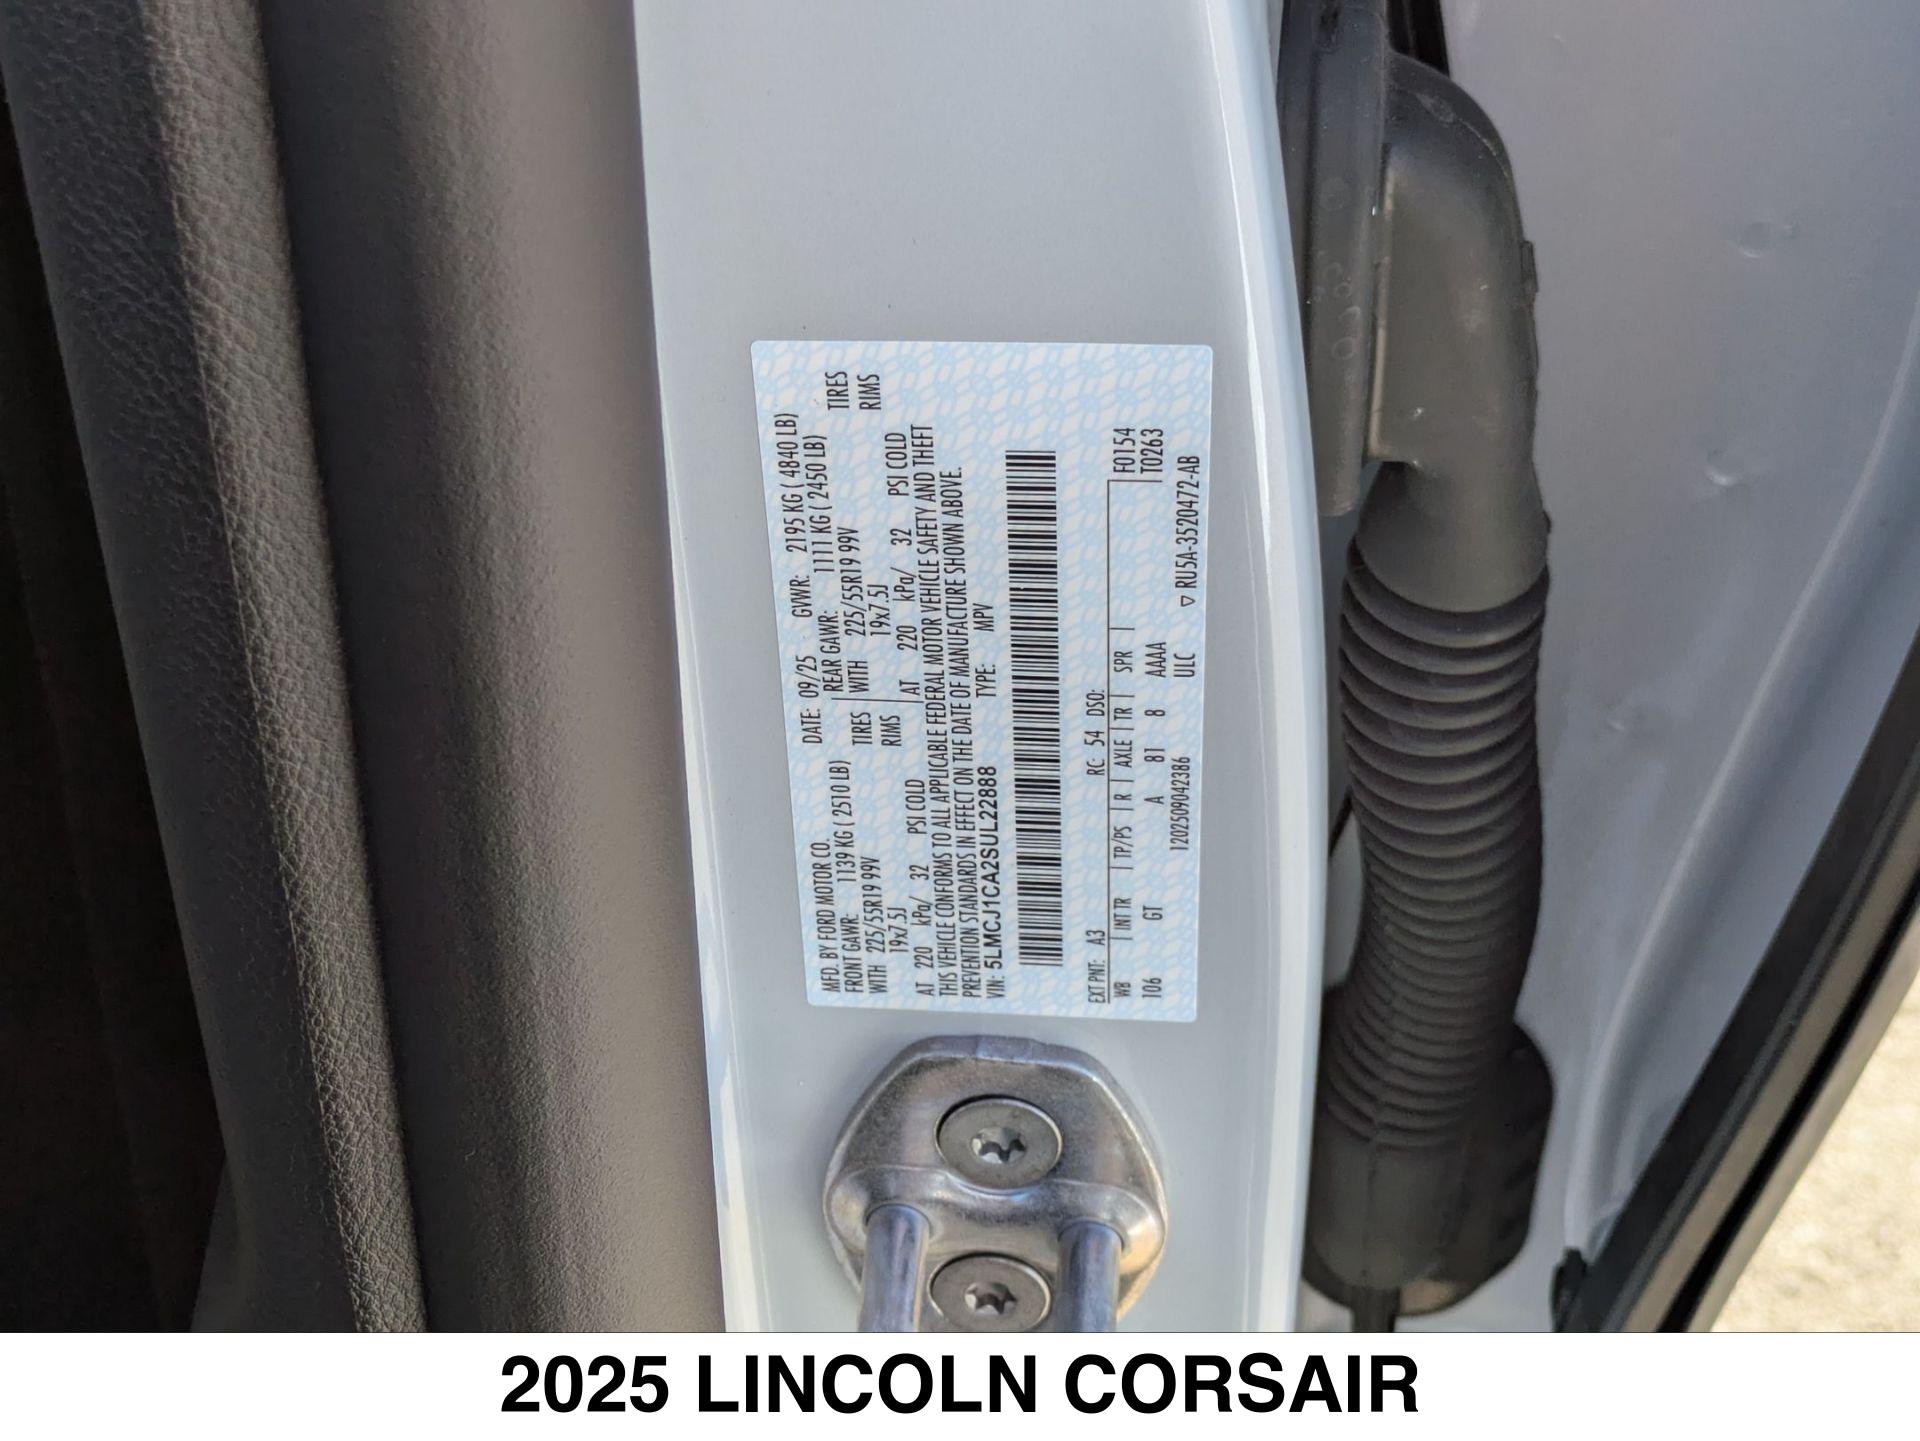 MFD. BY FORD MOTOR CO. DATE: 09/25 GVWR: 2195 KG ( 4840 LB)
FRONT GAWR: 1139 KG ( 2510 LB) REAR GAWR: 1111 KG ( 2450 LB)
WITH 225/55R19 99V TIRES WITH 225/55R19 99V TIRES
19x7.5J RIMS 19x7.5J RIMS
AT 220 kPa/ 32 PSI COLD AT 220 kPa/ 32 PSI COLD
THIS VEHICLE CONFORMS TO ALL APPLICABLE FEDERAL MOTOR VEHICLE SAFETY AND THEFT
PREVENTION STANDARDS IN EFFECT ON THE DATE OF MANUFACTURE SHOWN ABOVE.
VIN: 5LMCJ1CA2SUL22888 TYPE: MPV
EXT PNT: A3 RC: 54 DSO:
WB INT TR TP/PS R AXLE TR SPR F0154
106 GT A 81 8 AAAA T0263
120250904238​6 ULC ▽ RU5A-3520472-AB
2025 LINCOLN CORSAIR